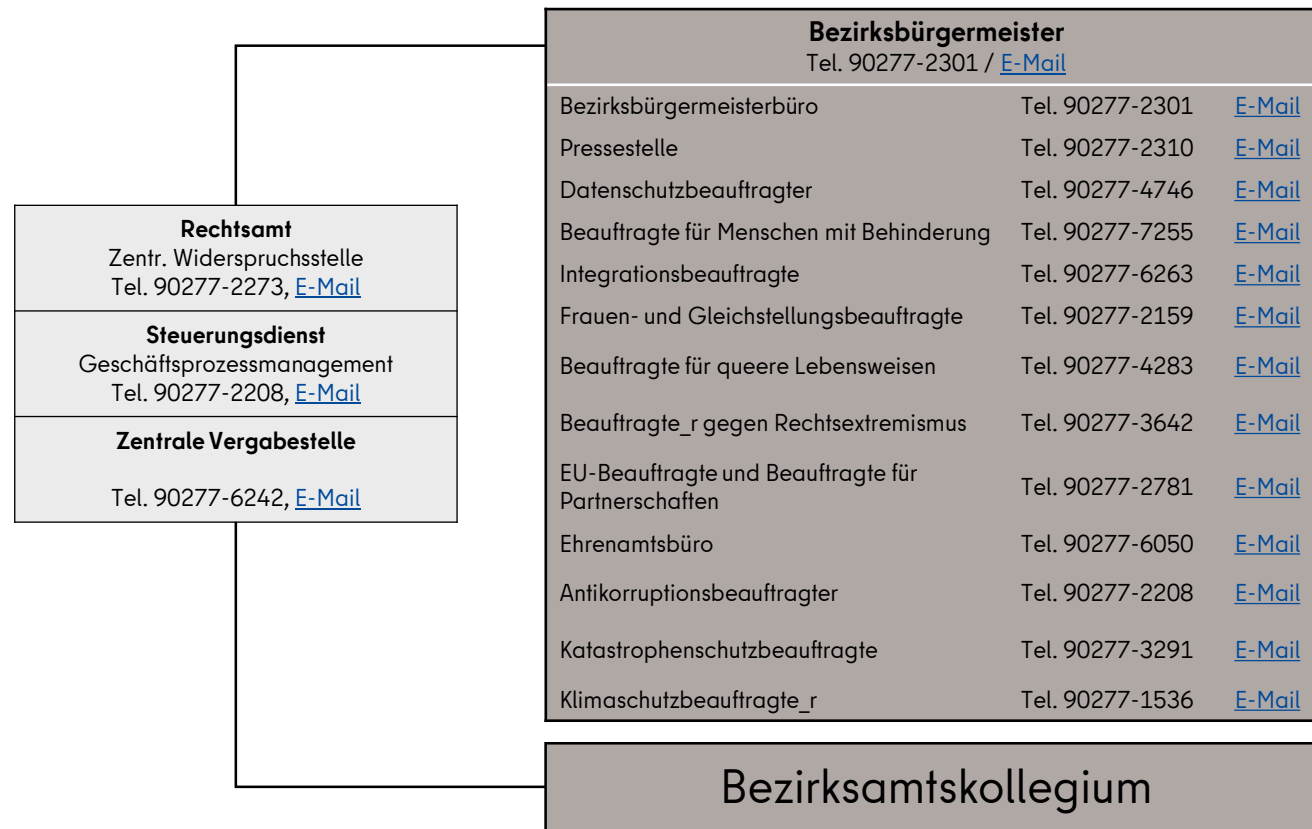 Bezirksbürgermeister
Tel. 90277-2301 / E-Mail
Bezirksbürgermeisterbüro Tel. 90277-2301 E-Mail
Pressestelle Tel. 90277-2310 E-Mail
Datenschutzbeauftragter Tel. 90277-4746 E-Mail
Beauftragte für Menschen mit Behinderung Tel. 90277-7255 E-Mail
Integrationsbeauftragte Tel. 90277-6263 E-Mail
Frauen- und Gleichstellungsbeauftragte Tel. 90277-2159 E-Mail
Beauftragte für queere Lebensweisen Tel. 90277-4283 E-Mail
Beauftragte_r gegen Rechtsextremismus Tel. 90277-3642 E-Mail
EU-Beauftragte und Beauftragte für
Partnerschaften Tel. 90277-2781 E-Mail
Ehrenamtsbüro Tel. 90277-6050 E-Mail
Antikorruptionsbeauftragter Tel. 90277-2208 E-Mail
Katastrophenschutzbeauftragte Tel. 90277-3291 E-Mail
Klimaschutzbeauftragte_r Tel. 90277-1536 E-Mail
Rechtsamt
Zentr. Widerspruchsstelle
Tel. 90277-2273, E-Mail
Steuerungsdienst
Geschäftsprozessmanagement
Tel. 90277-2208, E-Mail
Zentrale Vergabestelle
Tel. 90277-6242, E-Mail
Bezirksamtskollegium